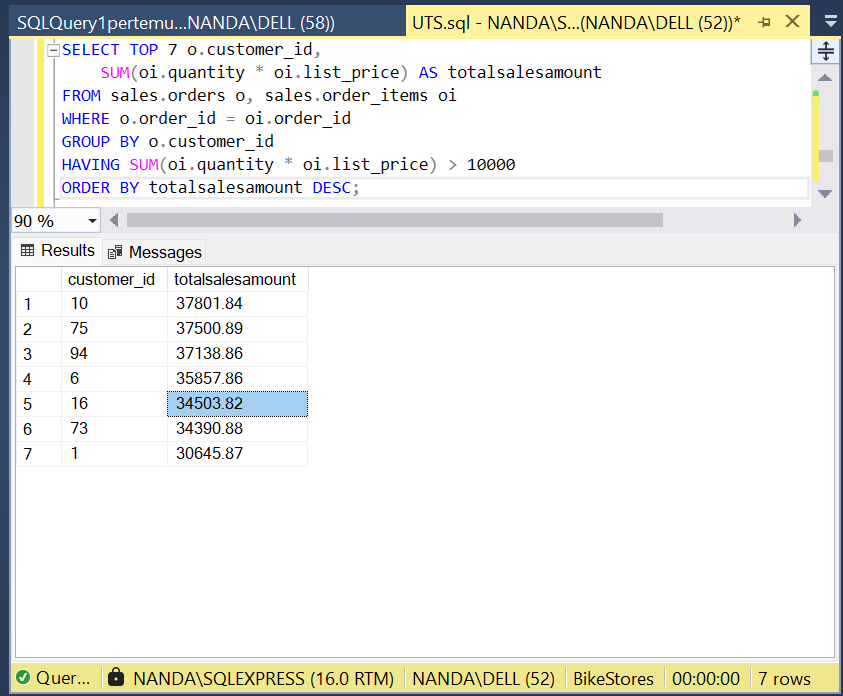 SQLQuery1pertemu...NANDA\DELL (58)) UTS.sql - NANDA\S...(NANDA\DELL (52))*
SELECT TOP 7 o.customer_id,
SUM(oi.quantity * oi.list_price) AS totalsalesamount
FROM sales.orders o, sales.order_items oi
WHERE o.order_id = oi.order_id
GROUP BY o.customer_id
HAVING SUM(oi.quantity * oi.list_price) > 10000
ORDER BY totalsalesamount DESC;
90 %
Results Messages
customer_id totalsalesamount
1 10 37801.84
2 75 37500.89
3 94 37138.86
4 6 35857.86
5 16 34503.82
6 73 34390.88
7 1 30645.87
Quer... NANDA\SQLEXPRESS (16.0 RTM) NANDA\DELL (52) BikeStores 00:00:00 7 rows